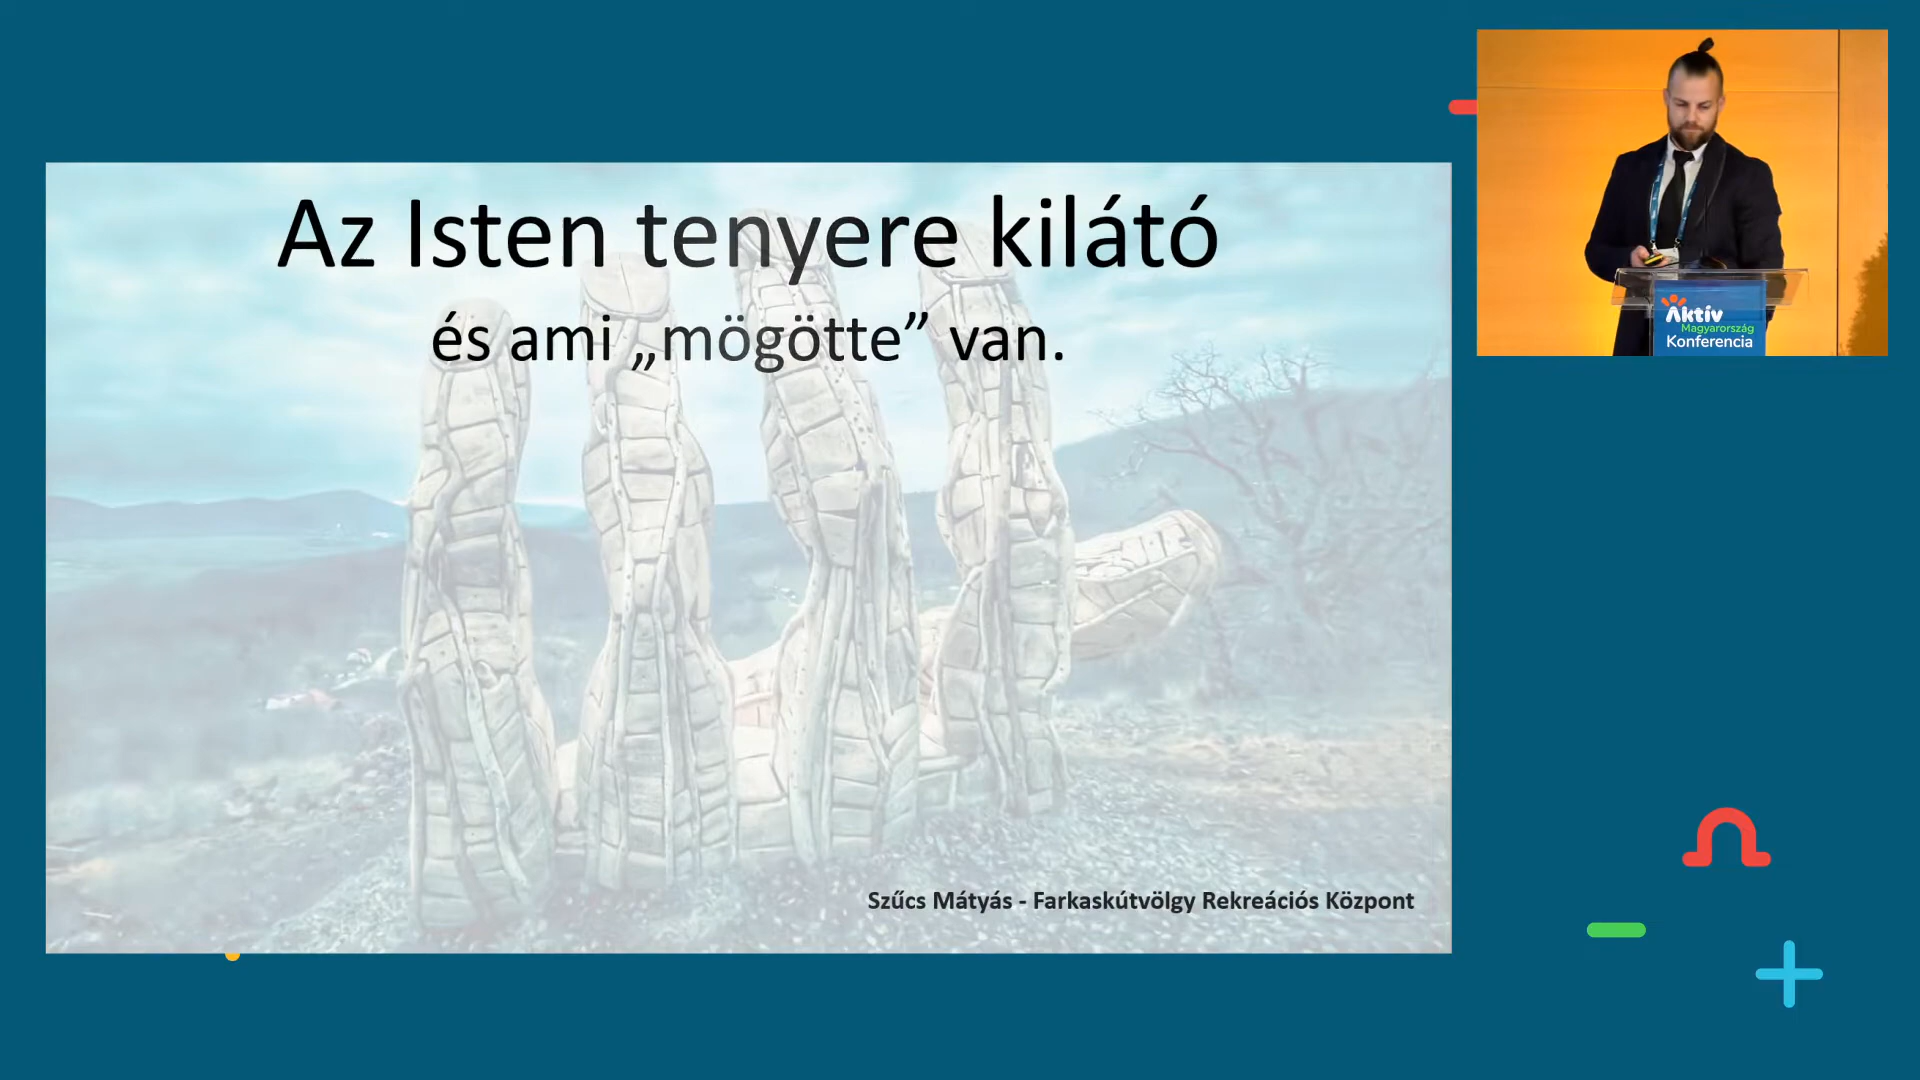 Az Isten tenyere kilátó
és ami „mögötte” van.
Szűcs Mátyás - Farkaskútvölgy Rekreációs Központ
Aktív
Magyarország
Konferencia